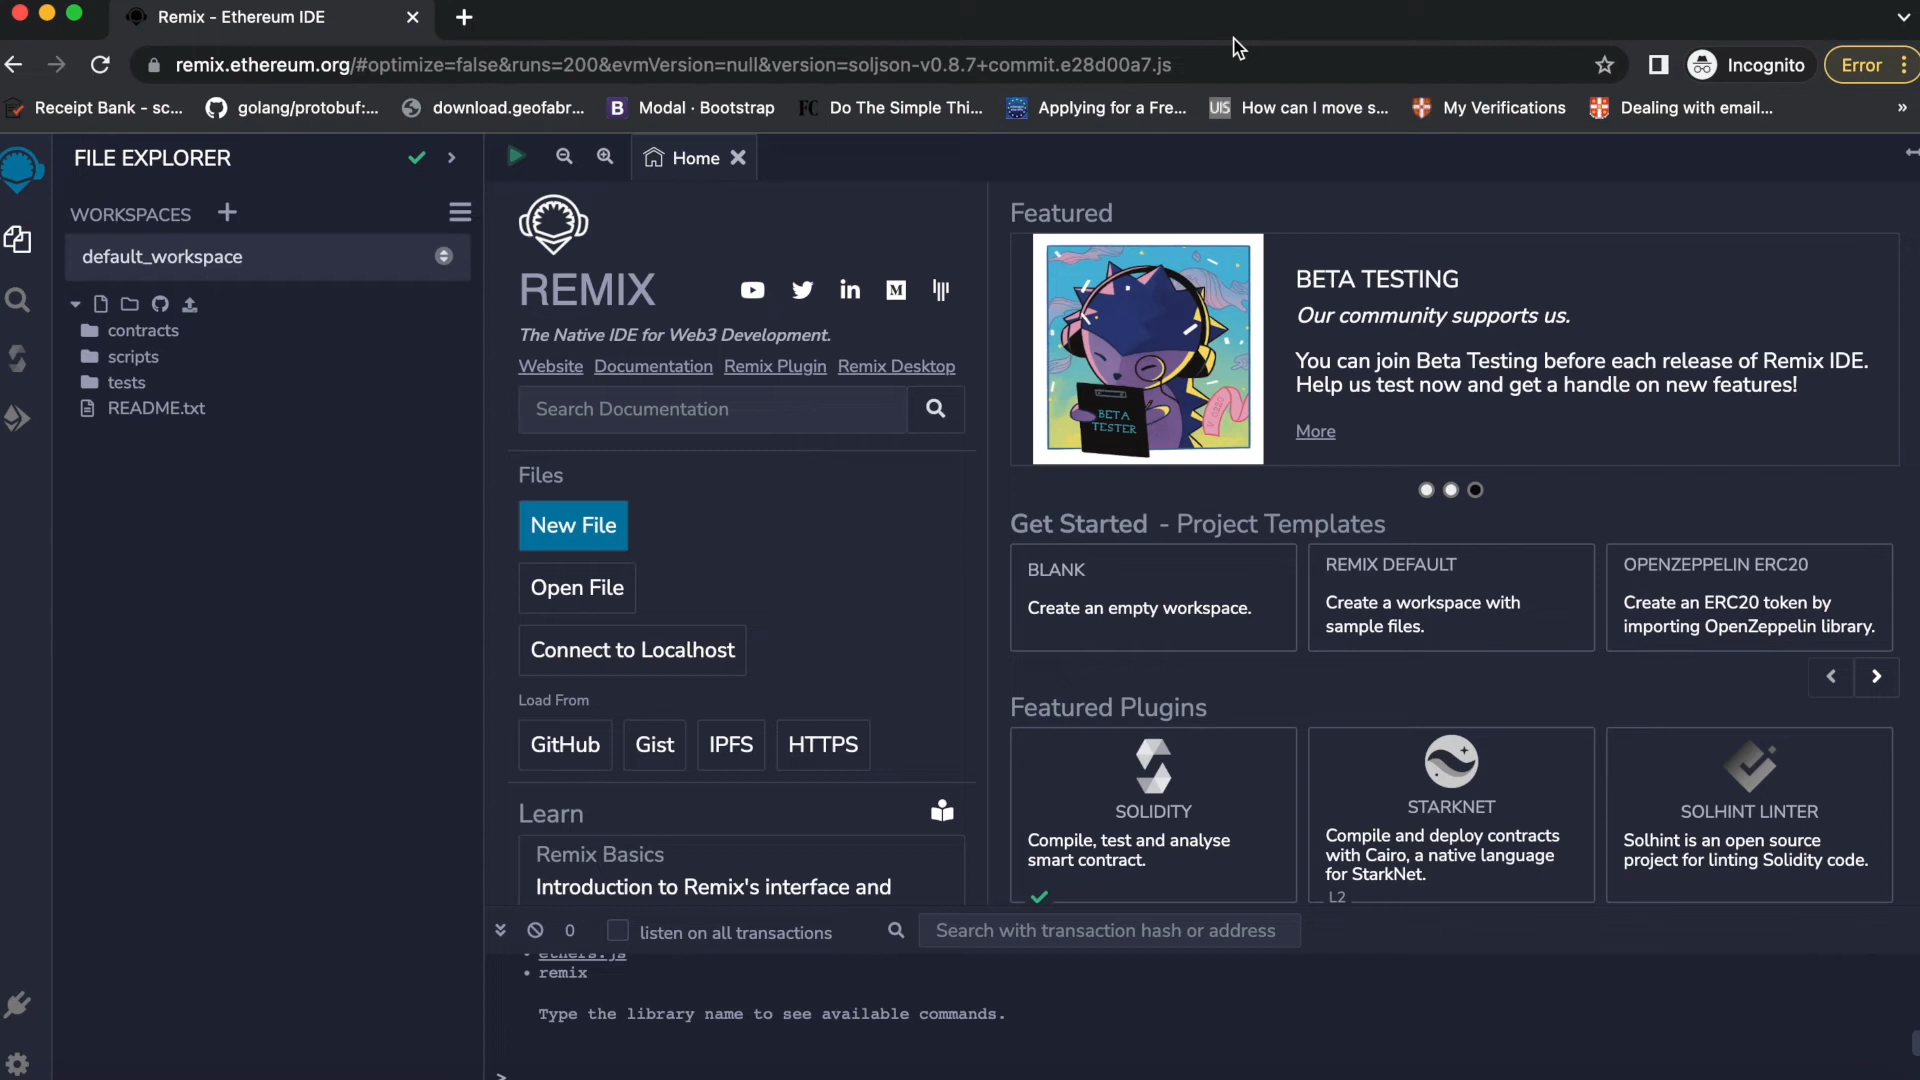 Remix - Ethereum IDE
remix.ethereum.org/#optimize=false&runs=200&evmVersion=null&version=soljson-v0.8.7+commit.e28d00a7.js
Incognito
Error
Receipt Bank - sc...
golang/protobuf:...
download.geofabr...
B
Modal · Bootstrap
FC
Do The Simple Thi...
Applying for a Fre...
UIS
How can I move s...
My Verifications
Dealing with email...
»
FILE EXPLORER
Home
WORKSPACES
default_workspace
contracts
scripts
tests
README.txt
REMIX
The Native IDE for Web3 Development.
Website
Documentation
Remix Plugin
Remix Desktop
Search Documentation
Files
New File
Open File
Connect to Localhost
Load From
GitHub
Gist
IPFS
HTTPS
Learn
Remix Basics
Introduction to Remix's interface and
Featured
BETA
TESTER
BETA TESTING
Our community supports us.
You can join Beta Testing before each release of Remix IDE.
Help us test now and get a handle on new features!
More
Get Started - Project Templates
BLANK
Create an empty workspace.
REMIX DEFAULT
Create a workspace with
sample files.
OPENZEPPELIN ERC20
Create an ERC20 token by
importing OpenZeppelin library.
Featured Plugins
SOLIDITY
Compile, test and analyse
smart contract.
STARKNET
Compile and deploy contracts
with Cairo, a native language
for StarkNet.
L2
SOLHINT LINTER
Solhint is an open source
project for linting Solidity code.
0
listen on all transactions
Search with transaction hash or address
• ethers.js
• remix
Type the library name to see available commands.
>